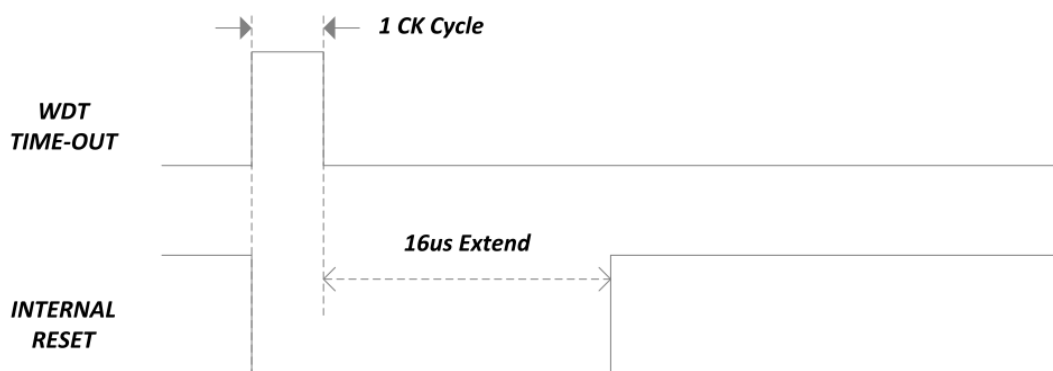 1 CK Cycle
WDT
TIME-OUT
16us Extend
INTERNAL
RESET